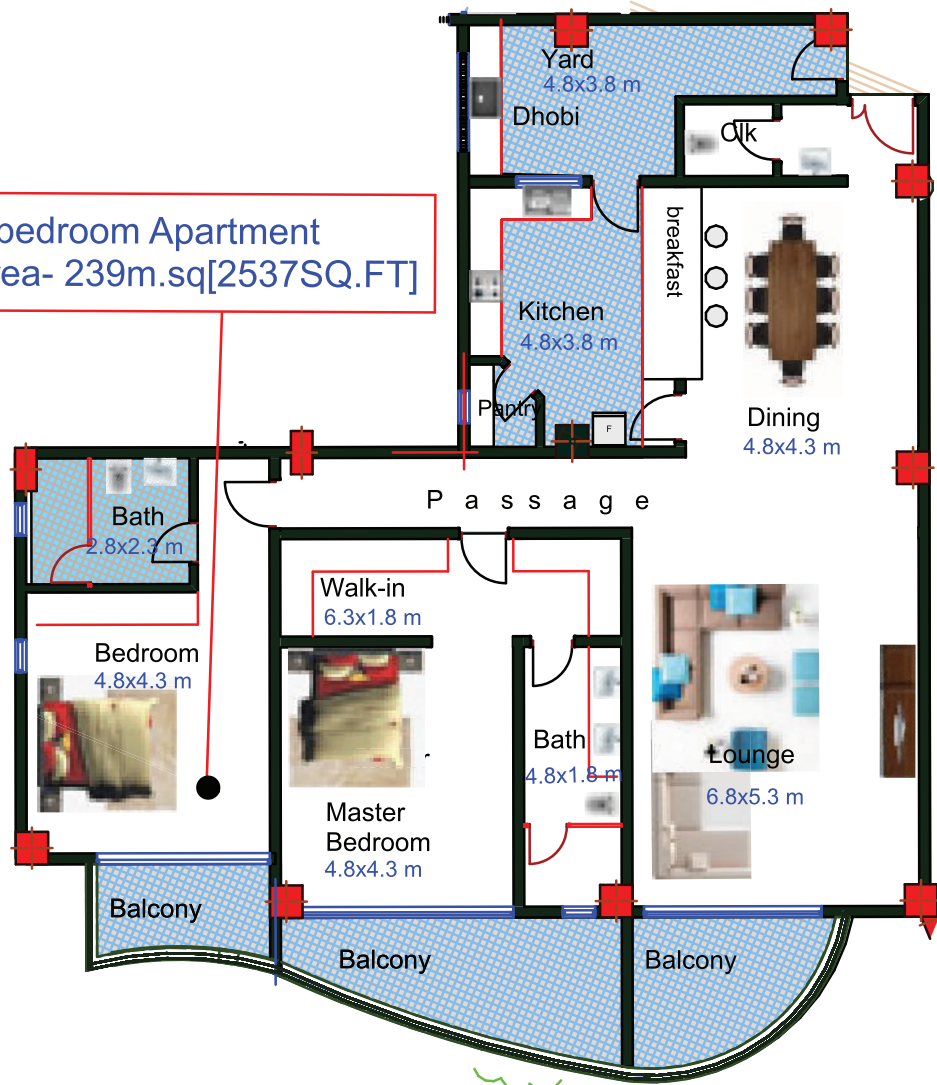 Yard
4.8x3.8 m
Dhobi
Clk
bedroom Apartment
ea- 239m.sq[2537SQ.FT]
breakfast
Kitchen
4.8x3.8 m
Pantry
F
Dining
4.8x4.3 m
Passage
Bath
2.8x2.3 m
Walk-in
6.3x1.8 m
Bedroom
4.8x4.3 m
Bath
4.8x1.8 m
Lounge
6.8x5.3 m
Master
Bedroom
4.8x4.3 m
Balcony
Balcony
Balcony